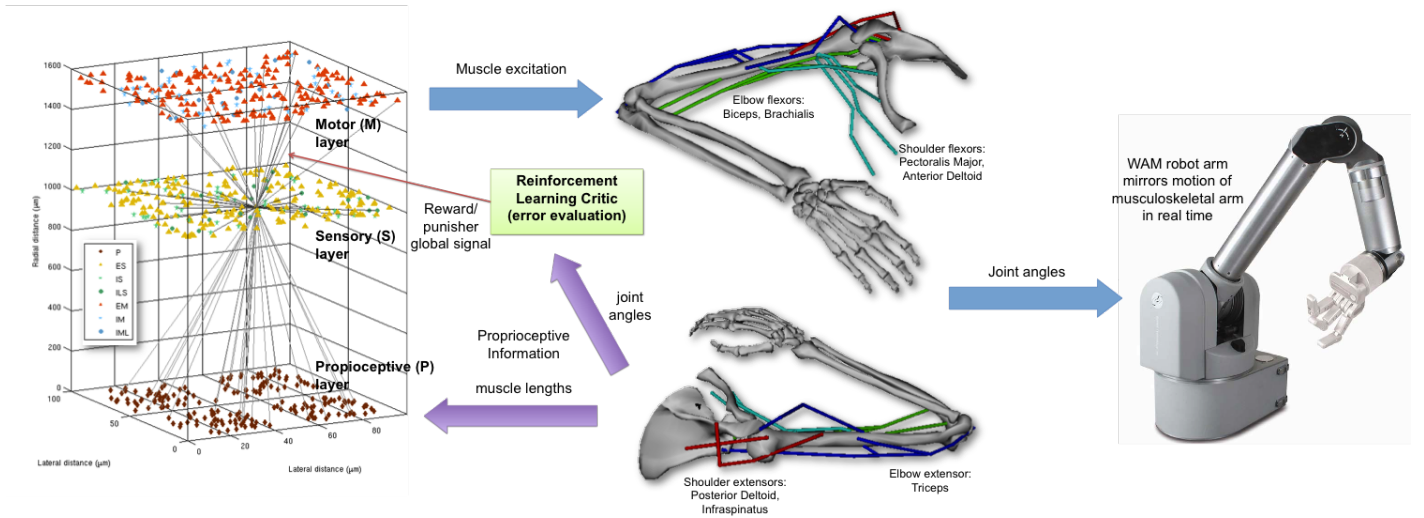 1600
1400
1200
1000
800
600
400
200
0
Radial distance (µm)
100
50
0
Lateral distance (µm)
0
20
40
60
80
Lateral distance (µm)
P
ES
IS
ILS
EM
IM
IML
Motor (M)
layer
Sensory (S)
layer
Propioceptive (P)
layer
Muscle excitation
Reinforcement
Learning Critic
(error evaluation)
Reward/
punisher
global signal
joint
angles
Proprioceptive
Information
muscle lengths
Elbow flexors:
Biceps, Brachialis
Shoulder flexors:
Pectoralis Major,
Anterior Deltoid
Shoulder extensors:
Posterior Deltoid,
Infraspinatus
Elbow extensor:
Triceps
Joint angles
WAM robot arm
mirrors motion of
musculoskeletal arm
in real time